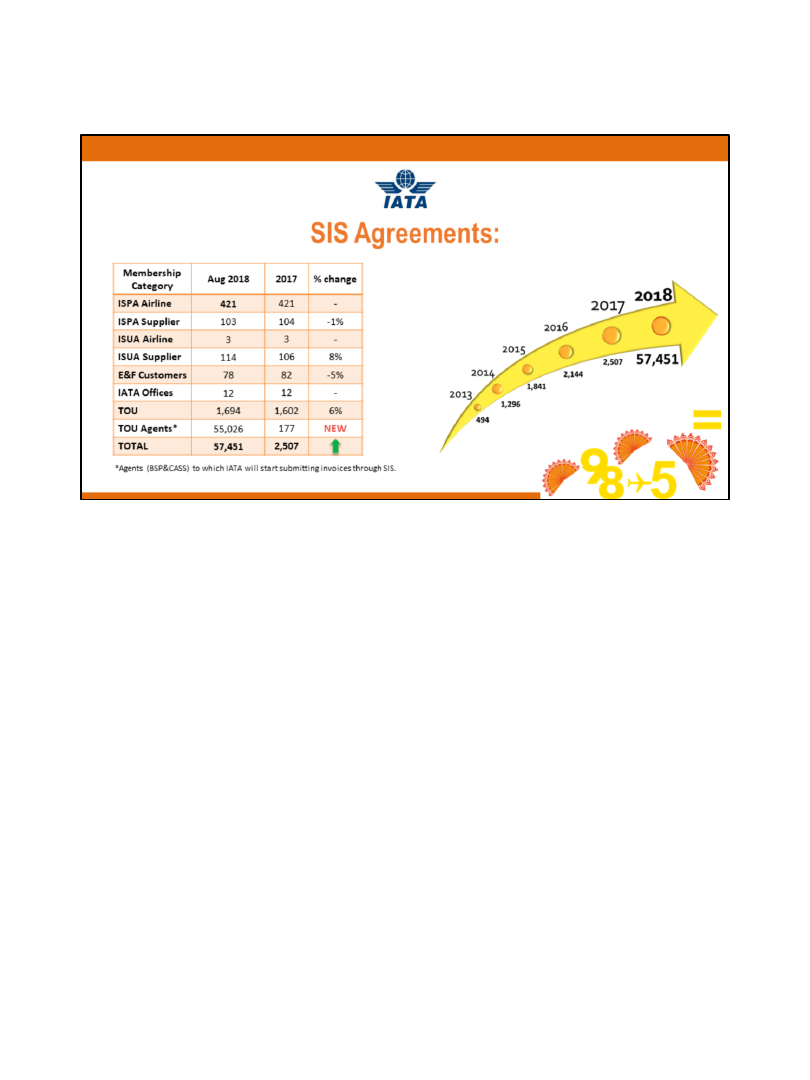 IATA
SIS Agreements:
Membership Category Aug 2018 2017 % change
ISPA Airline 421 421 -
ISPA Supplier 103 104 -1%
ISUA Airline 3 3 -
ISUA Supplier 114 106 8%
E&F Customers 78 82 -5%
IATA Offices 12 12 -
TOU 1,694 1,602 6%
TOU Agents* 55,026 177 NEW
TOTAL 57,451 2,507
*Agents (BSP&CASS) to which IATA will start submitting invoices through SIS.
2013
494
2014
1,296
2015
1,841
2016
2,144
2017
2,507
2018
57,451
=
98
5